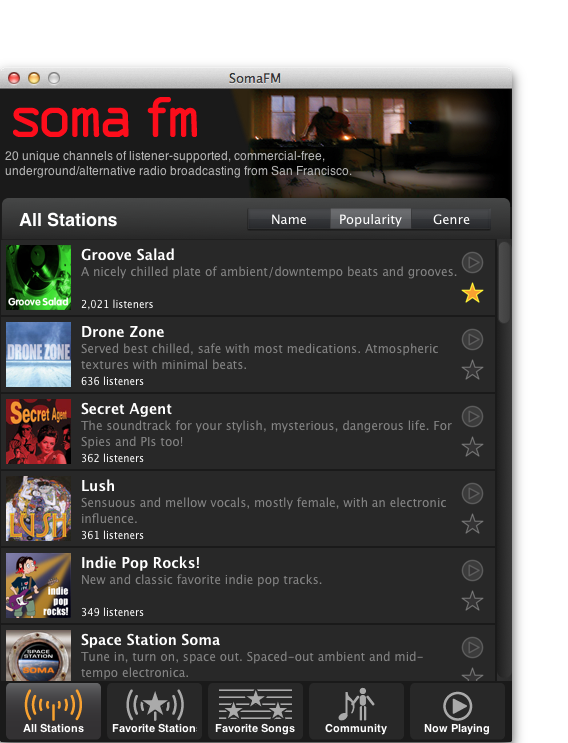 SomaFM
soma fm
20 unique channels of listener-supported, commercial-free,
underground/alternative radio broadcasting from San Francisco.
All Stations
Name
Popularity
Genre
Groove Salad
Groove Salad
A nicely chilled plate of ambient/downtempo beats and grooves.
2,021 listeners
DRONE ZONE
Drone Zone
Served best chilled, safe with most medications. Atmospheric
textures with minimal beats.
636 listeners
Secret Agent
Secret Agent
The soundtrack for your stylish, mysterious, dangerous life. For
Spies and PIs too!
362 listeners
LUSH
Lush
Sensuous and mellow vocals, mostly female, with an electronic
influence.
361 listeners
indie
pop
rocks!
Indie Pop Rocks!
New and classic favorite indie pop tracks.
349 listeners
SPACE
STATION
SOMA
Space Station Soma
Tune in, turn on, space out. Spaced-out ambient and mid-
tempo electronica.
All Stations
Favorite Station
Favorite Songs
Community
Now Playing